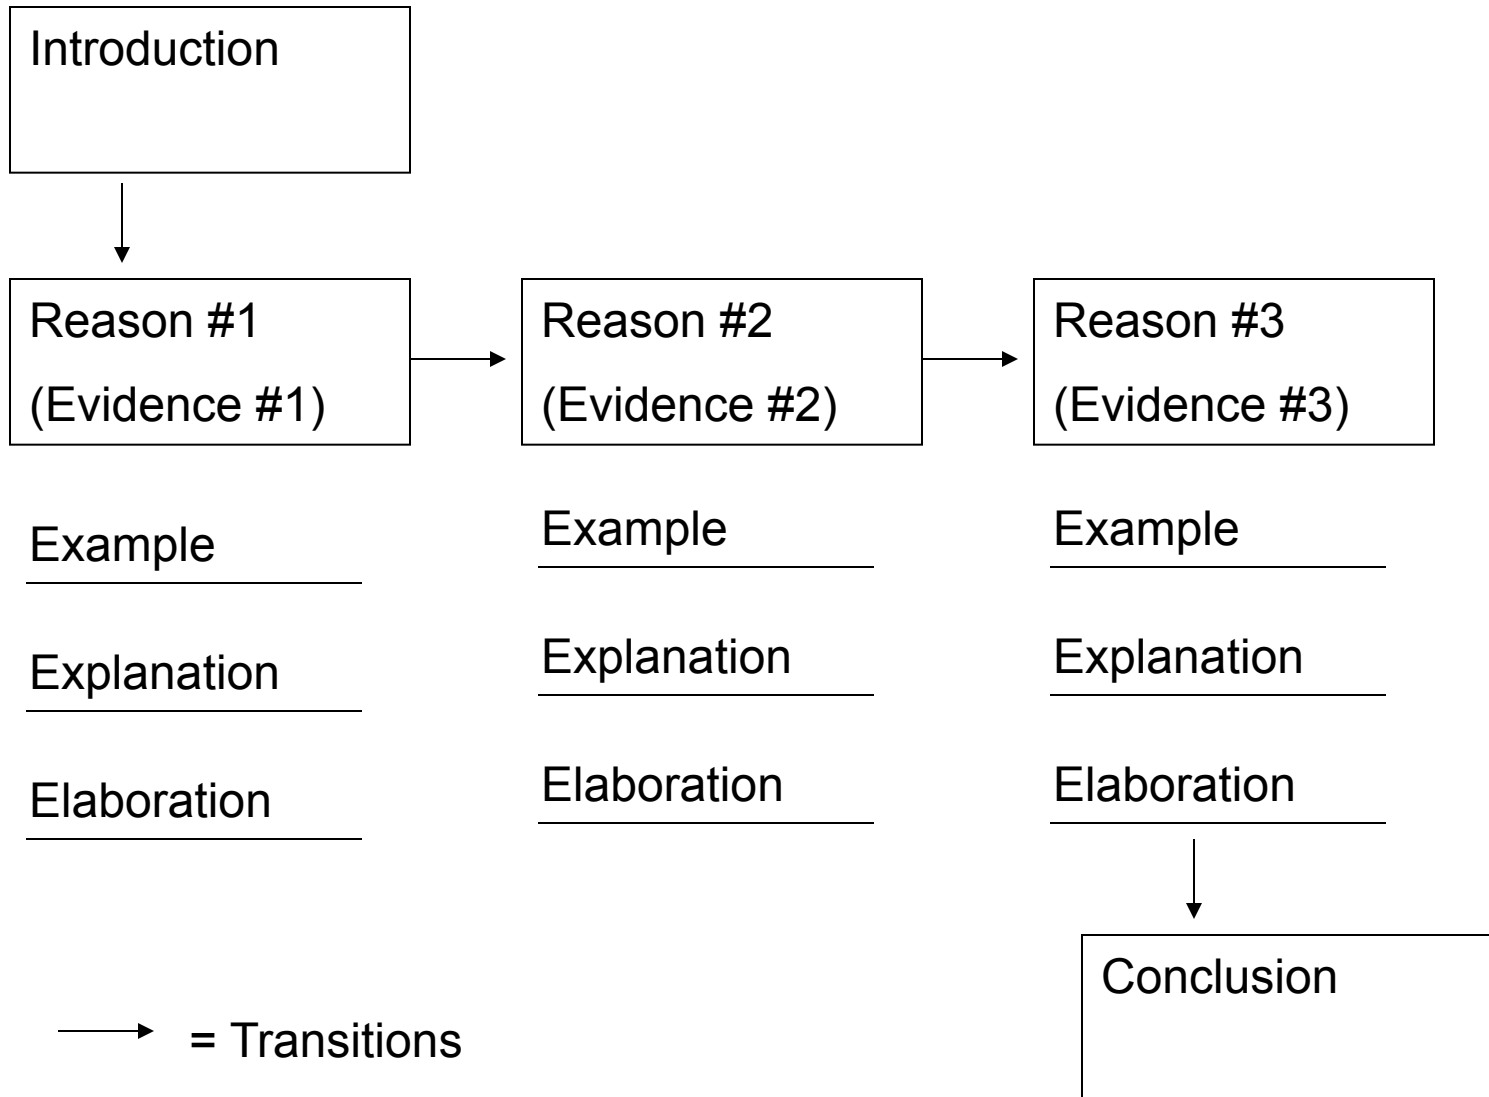 Introduction
Reason #1
(Evidence #1)
Example
Explanation
Elaboration
Reason #2
(Evidence #2)
Example
Explanation
Elaboration
Reason #3
(Evidence #3)
Example
Explanation
Elaboration
Conclusion
= Transitions